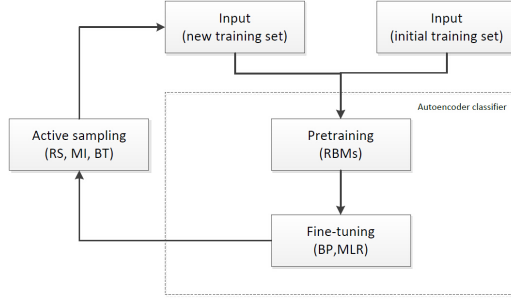 Input
(new training set)
Input
(initial training set)
Autoencoder classifier
Active sampling
(RS, MI, BT)
Pretraining
(RBMs)
Fine-tuning
(BP,MLR)